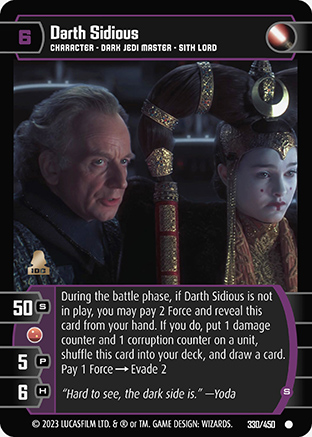 6
Darth Sidious
CHARACTER - DARK JEDI MASTER - SITH LORD
50 S
5 P
6 H
During the battle phase, if Darth Sidious is not
in play, you may pay 2 Force and reveal this
card from your hand. If you do, put 1 damage
counter and 1 corruption counter on a unit,
shuffle this card into your deck, and draw a card.
Pay 1 Force → Evade 2
“Hard to see, the dark side is.” —Yoda
S
© 2023 LUCASFILM LTD. & ® or TM. GAME DESIGN: WIZARDS.
330/450